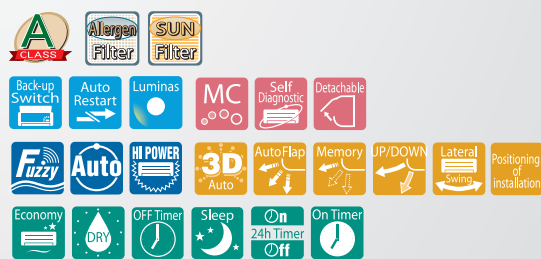 A
CLASS
Allergen
Filter
SUN
Filter
Back-up
Switch
Auto
Restart
Luminas
MC
Self
Diagnostic
Detachable
Fuzzy
Auto
HI POWER
3D
Auto
AutoFlap
Memory
UP/DOWN
Lateral
Swing
Positioning
of
installation
Economy
DRY
OFF Timer
Sleep
On
24h Timer
Off
On Timer